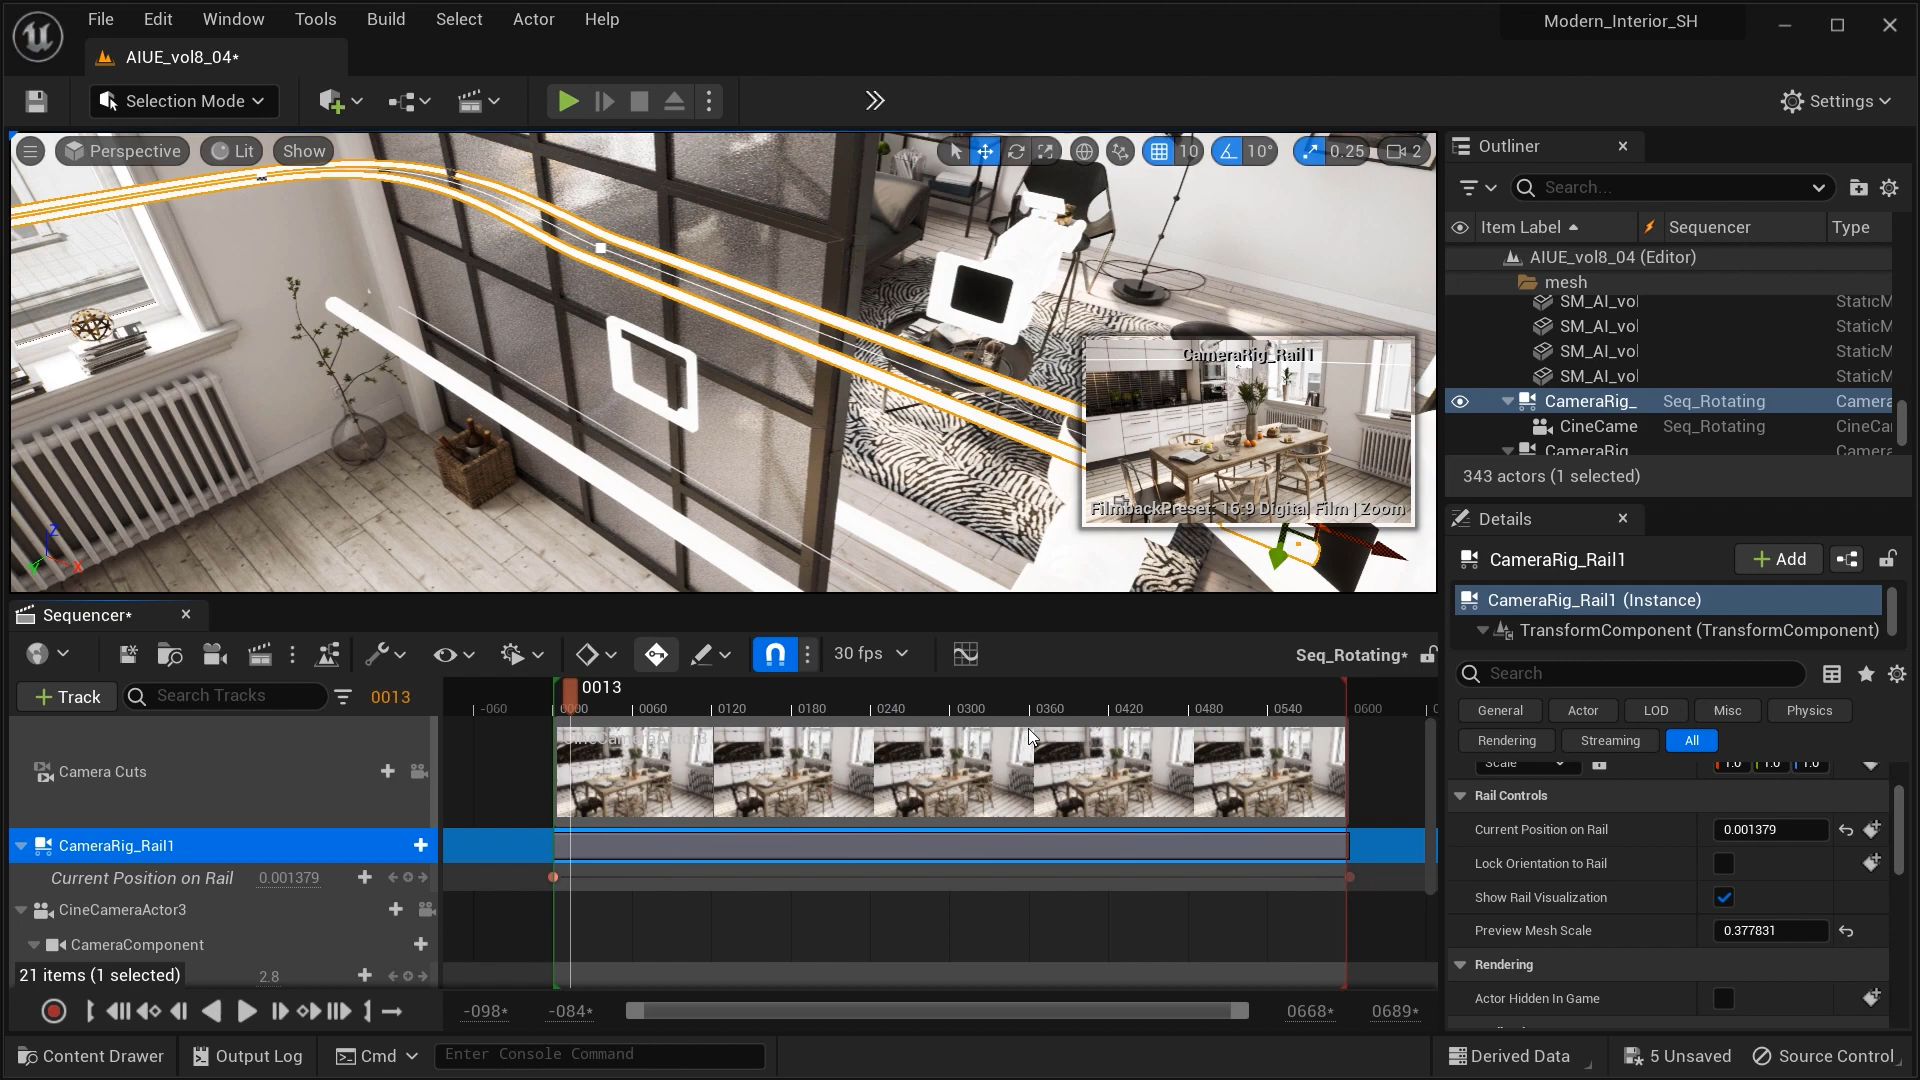 File Edit Window Tools Build Select Actor Help
Modern_Interior_SH
AIUE_vol8_04*
Selection Mode
Settings
Perspective Lit Show
10 10° 0.25 2
CameraRig_Rail1
FilmbackPreset: 16:9 Digital Film | Zoom
Z
Y
X
Outliner
Search...
Item Label Sequencer Type
AIUE_vol8_04 (Editor)
mesh
SM_AI_vol StaticM
SM_AI_vol StaticM
SM_AI_vol StaticM
SM_AI_vol StaticM
CameraRig_ Seq_Rotating Camera
CineCame Seq_Rotating CineCa
CameraRig
343 actors (1 selected)
Details
CameraRig_Rail1
Add
CameraRig_Rail1 (Instance)
TransformComponent (TransformComponent)
Search
General Actor LOD Misc Physics
Rendering Streaming All
Scale 1.0 1.0 1.0
Rail Controls
Current Position on Rail 0.001379
Lock Orientation to Rail
Show Rail Visualization
Preview Mesh Scale 0.377831
Rendering
Actor Hidden In Game
Sequencer*
30 fps
Seq_Rotating*
Track
Search Tracks
0013
0013
-060 0000 0060 0120 0180 0240 0300 0360 0420 0480 0540 0600
CineCameraActor3
Camera Cuts
CameraRig_Rail1
Current Position on Rail 0.001379
CineCameraActor3
CameraComponent
21 items (1 selected) 2.8
-098* -084* 0668* 0689*
Content Drawer Output Log Cmd Enter Console Command
Derived Data 5 Unsaved Source Control